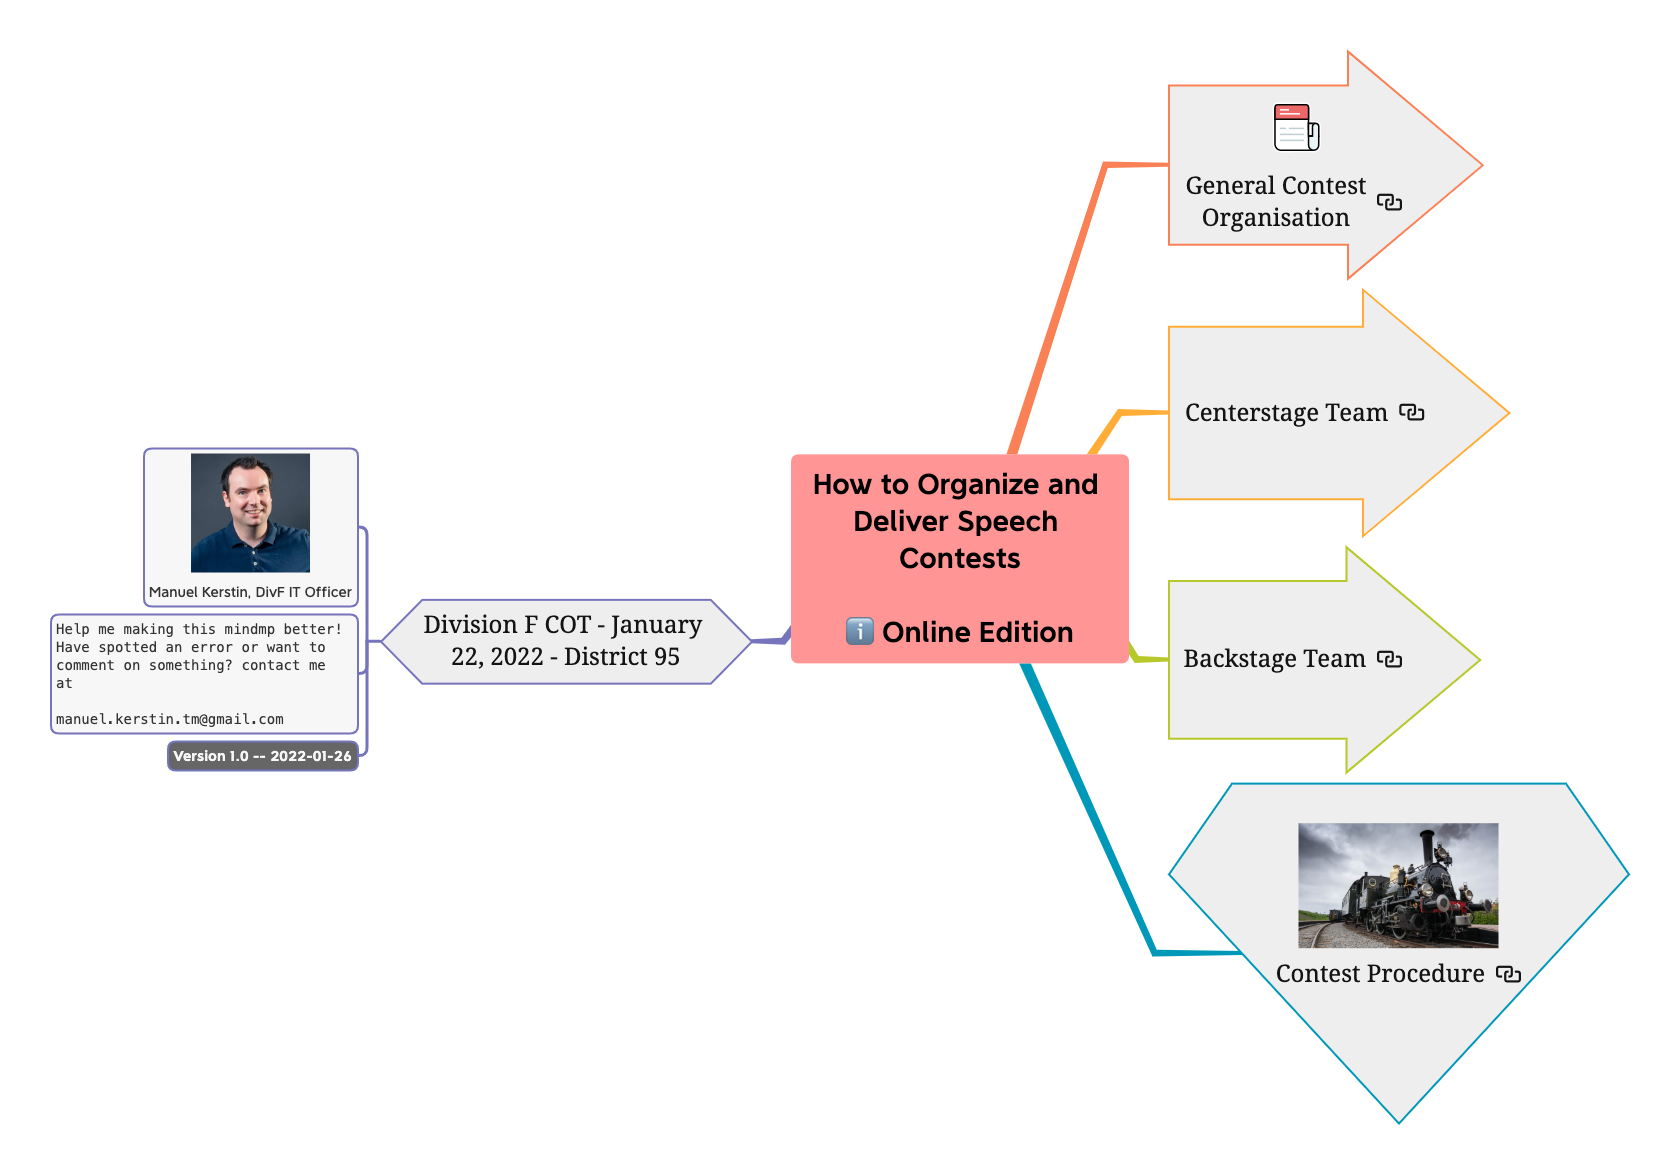 General Contest
Organisation
Centerstage Team
How to Organize and
Deliver Speech
Contests
Online Edition
Manuel Kerstin, DivF IT Officer
Help me making this mindmp better!
Have spotted an error or want to
comment on something? contact me
at
manuel.kerstin.tm@gmail.com
Division F COT - January
22, 2022 - District 95
Backstage Team
Version 1.0 -- 2022-01-26
Contest Procedure